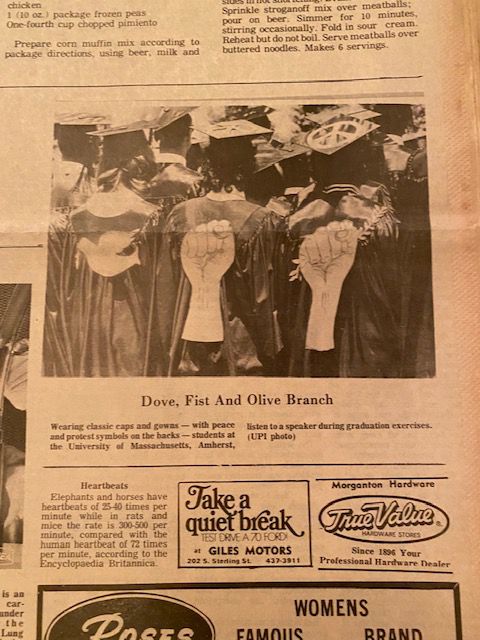 chicken
1 (10 oz.) package frozen peas
One-fourth cup chopped pimiento
Prepare corn muffin mix according to
package directions, using beer, milk and
Sprinkle stroganoff mix over meatballs;
pour on beer. Simmer for 10 minutes,
stirring occasionally. Fold in sour cream.
Reheat but do not boil. Serve meatballs over
buttered noodles. Makes 6 servings.
Dove, Fist And Olive Branch
Wearing classic caps and gowns — with peace
and protest symbols on the backs — students at
the University of Massachusetts, Amherst,
listen to a speaker during graduation exercises.
(UPI photo)
Heartbeats
Elephants and horses have
heartbeats of 25-40 times per
minute while in rats and
mice the rate is 300-500 per
minute, compared with the
human heartbeat of 72 times
per minute, according to the
Encyclopaedia Britannica.
Take a
quiet break
TEST DRIVE A 70 FORD!
at GILES MOTORS
202 S. Sterling St. 437-3911
Morganton Hardware
True Value®
HARDWARE STORES
Since 1896 Your
Professional Hardware Dealer
is an
car-
under
the
Lung
ROSES
WOMENS
FAMOUS BRAND